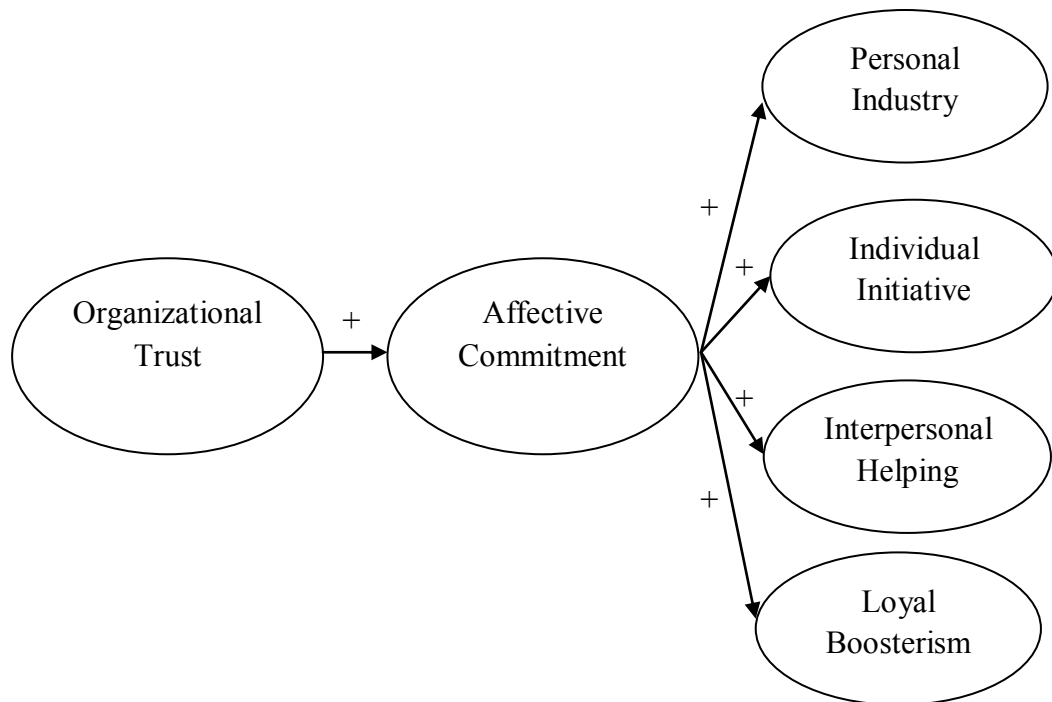 Personal
Industry
+
Individual
Initiative
+
Organizational
Trust
+
Affective
Commitment
+
Interpersonal
Helping
+
Loyal
Boosterism